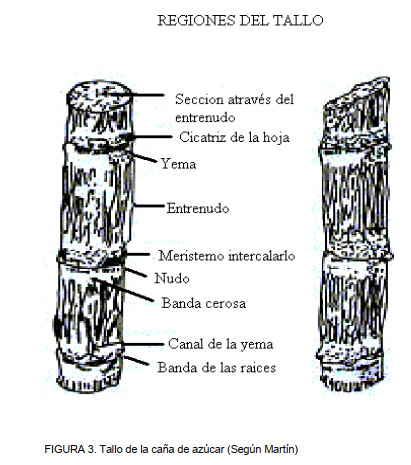 REGIONES DEL TALLO
Seccion através del
entrenudo
Cicatriz de la hoja
Yema
Entrenudo
Meristemo intercalarlo
Nudo
Banda cerosa
Canal de la yema
Banda de las raices
FIGURA 3. Tallo de la caña de azúcar (Según Martín)